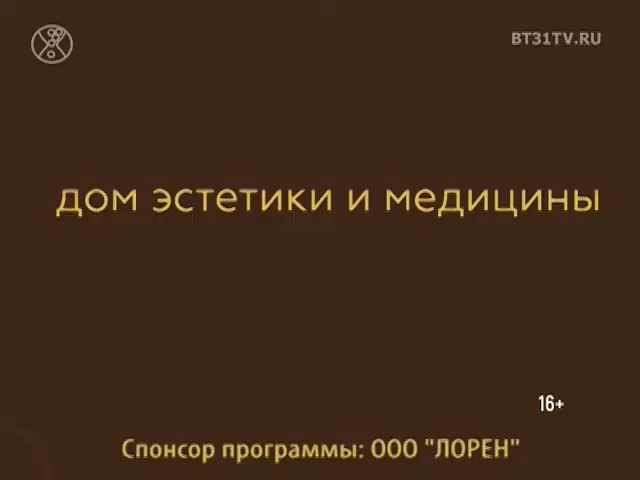 BT31TV.RU
дом эстетики и медицины
16+
Спонсор программы: ООО "ЛОРЕН"